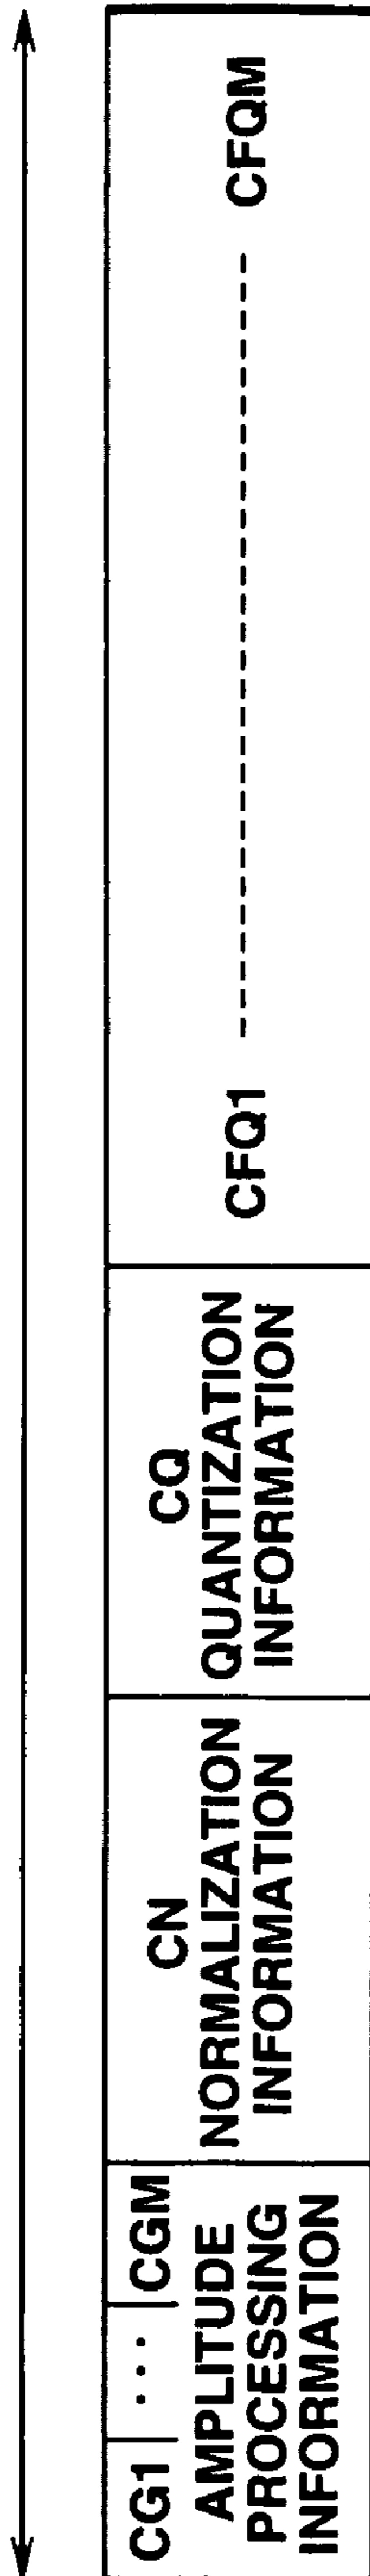 CG1 ... CGM
AMPLITUDE
PROCESSING
INFORMATION
CN
NORMALIZATION
INFORMATION
CQ
QUANTIZATION
INFORMATION
CFQ1 ------------------------- CFQM